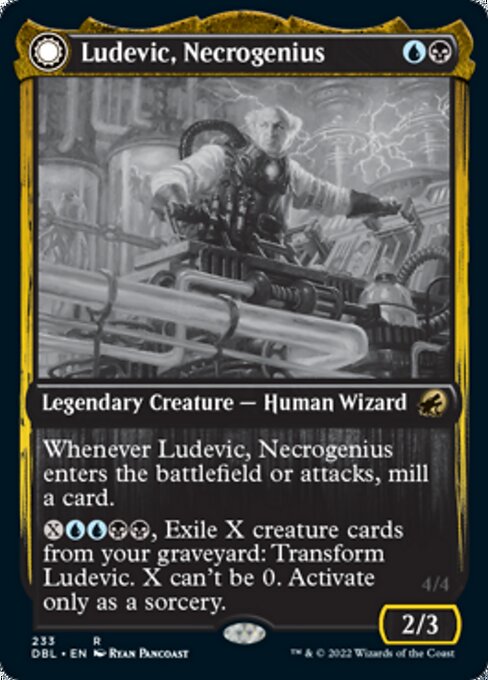 Ludevic, Necrogenius
Legendary Creature — Human Wizard
Whenever Ludevic, Necrogenius
enters the battlefield or attacks, mill
a card.
X, Exile X creature cards
from your graveyard: Transform
Ludevic. X can't be 0. Activate
only as a sorcery.
4/4
2/3
233 R
DBL • EN Ryan Pancoast
™ & © 2022 Wizards of the Coast